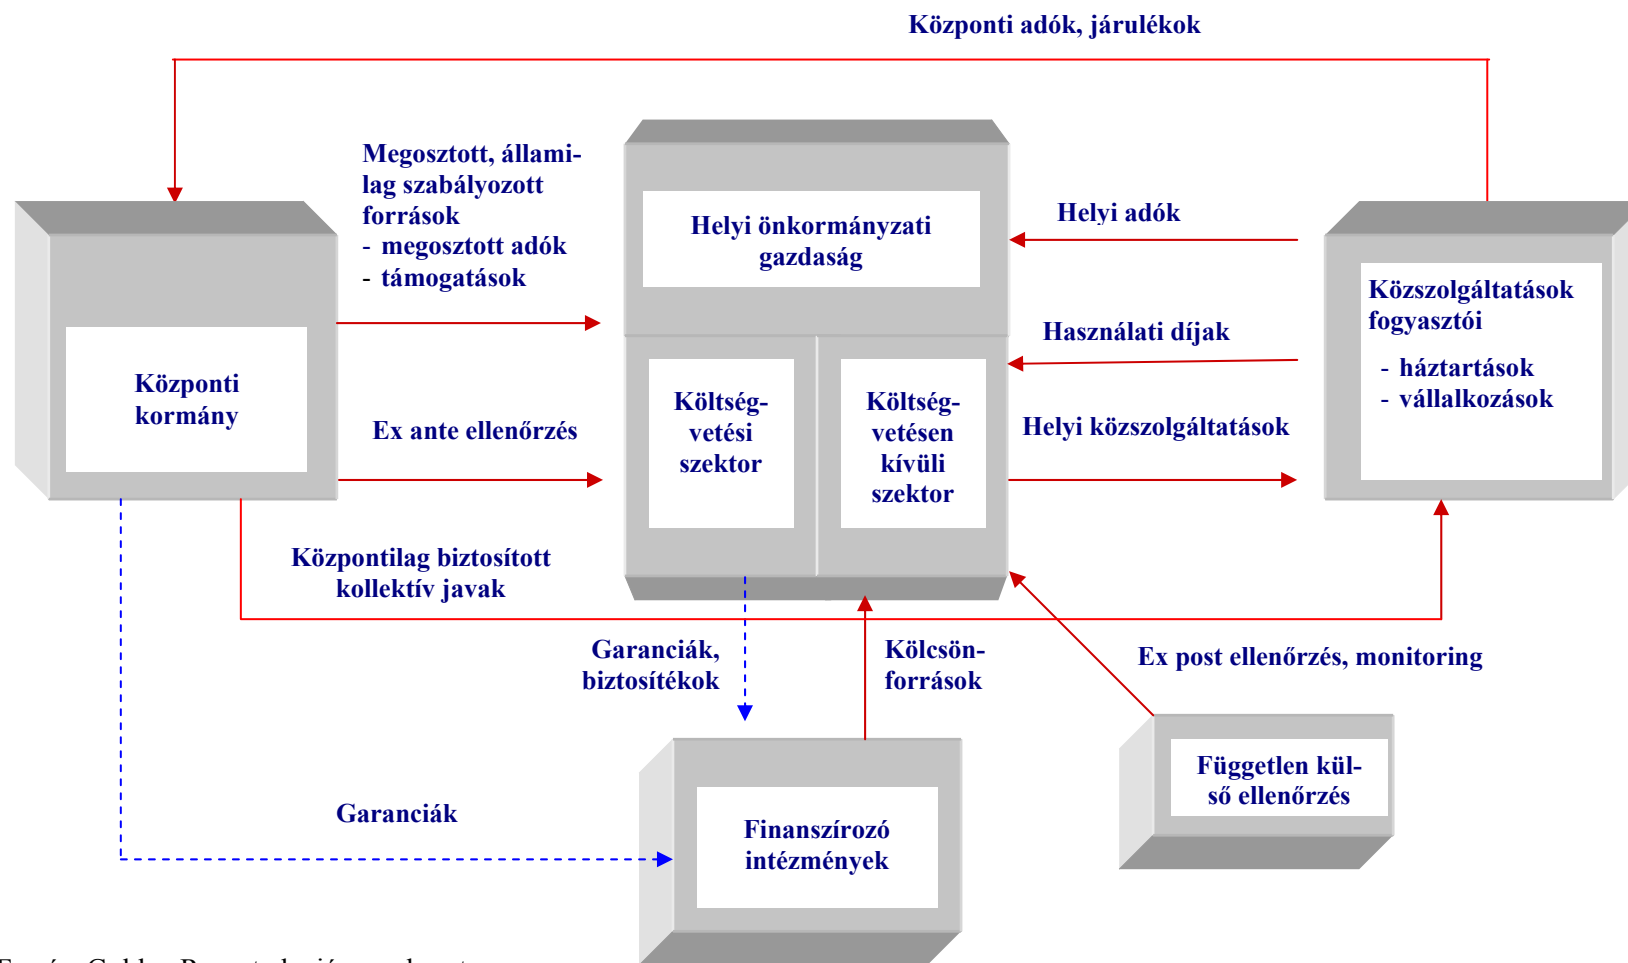 Központi adók, járulékok
Megosztott, állami-
lag szabályozott
források
- megosztott adók
- támogatások
Helyi önkormányzati
gazdaság
Helyi adók
Közszolgáltatások
fogyasztói
- háztartások
- vállalkozások
Használati díjak
Központi
kormány
Költség-
vetési
szektor
Költség-
vetésen
kívüli
szektor
Ex ante ellenőrzés
Helyi közszolgáltatások
Központilag biztosított
kollektív javak
Garanciák,
biztosítékok
Kölcsön-
források
Ex post ellenőrzés, monitoring
Független kül-
ső ellenőrzés
Garanciák
Finanszírozó
intézmények